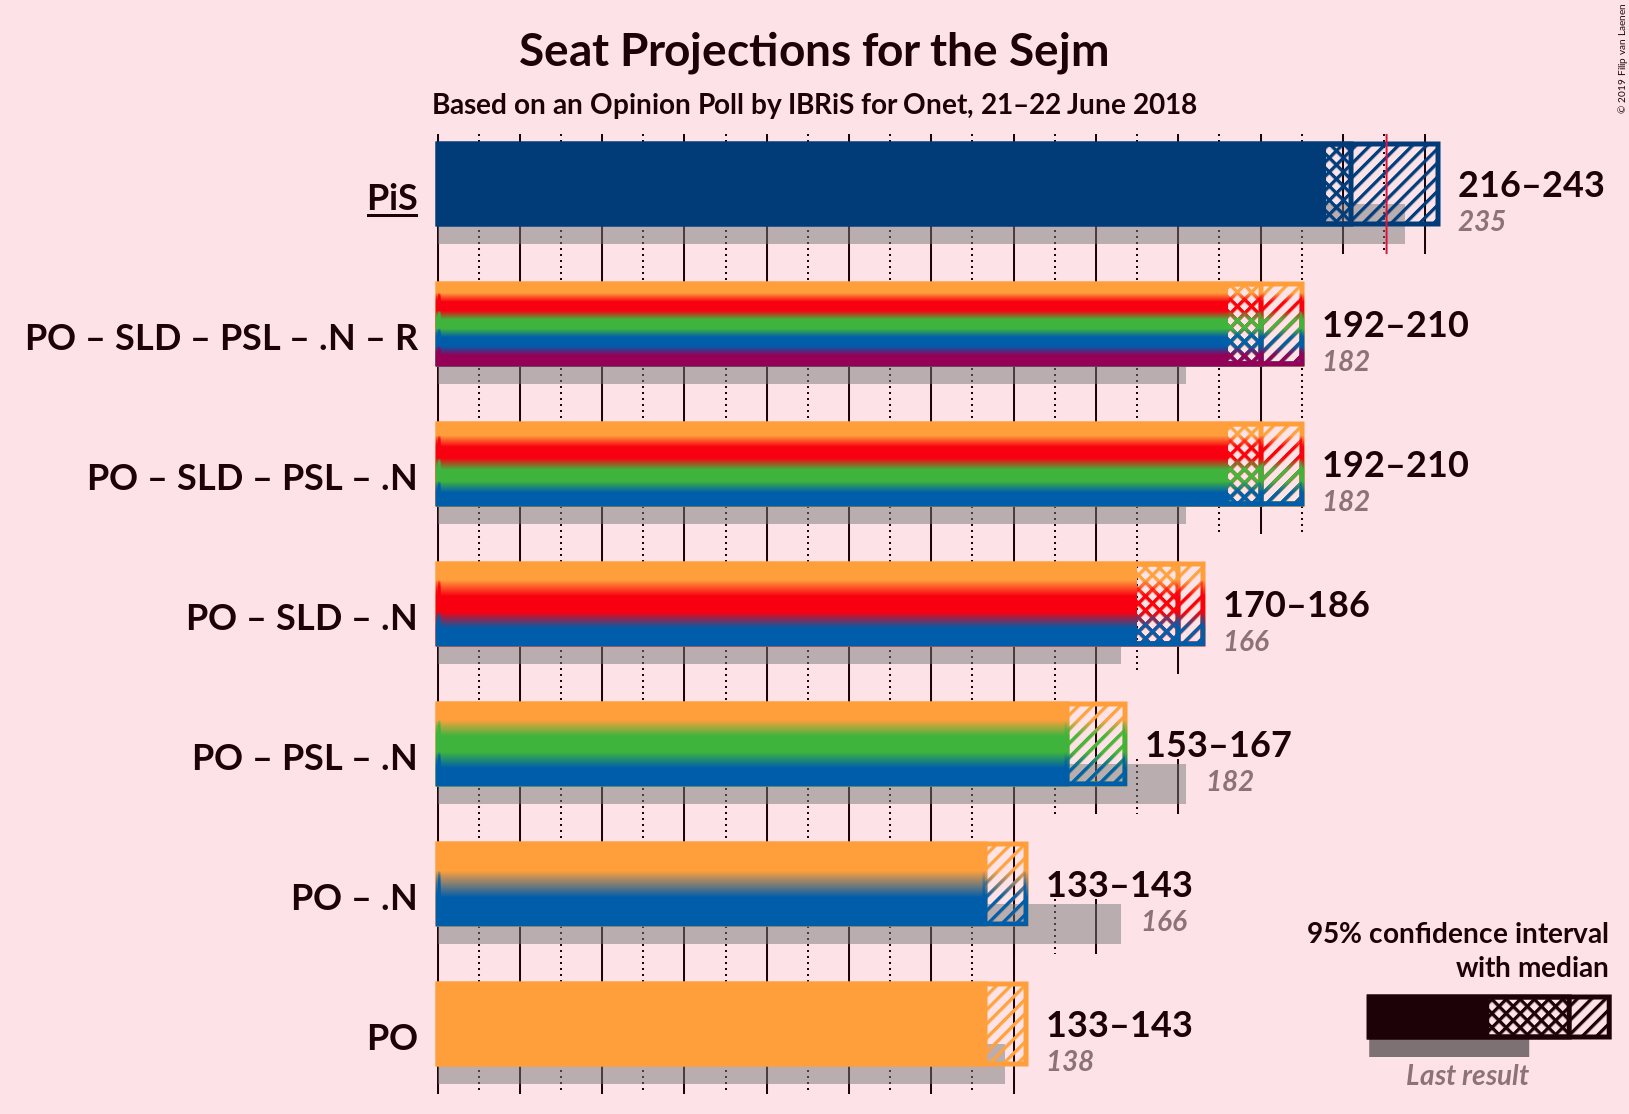 Seat Projections for the Sejm
Based on an Opinion Poll by IBRiS for Onet, 21–22 June 2018
© 2019 Filip van Laenen
PiS
216–243
235
PO – SLD – PSL – .N – R
192–210
182
PO – SLD – PSL – .N
192–210
182
PO – SLD – .N
170–186
166
PO – PSL – .N
153–167
182
PO – .N
133–143
166
PO
133–143
138
95% confidence interval
with median
Last result